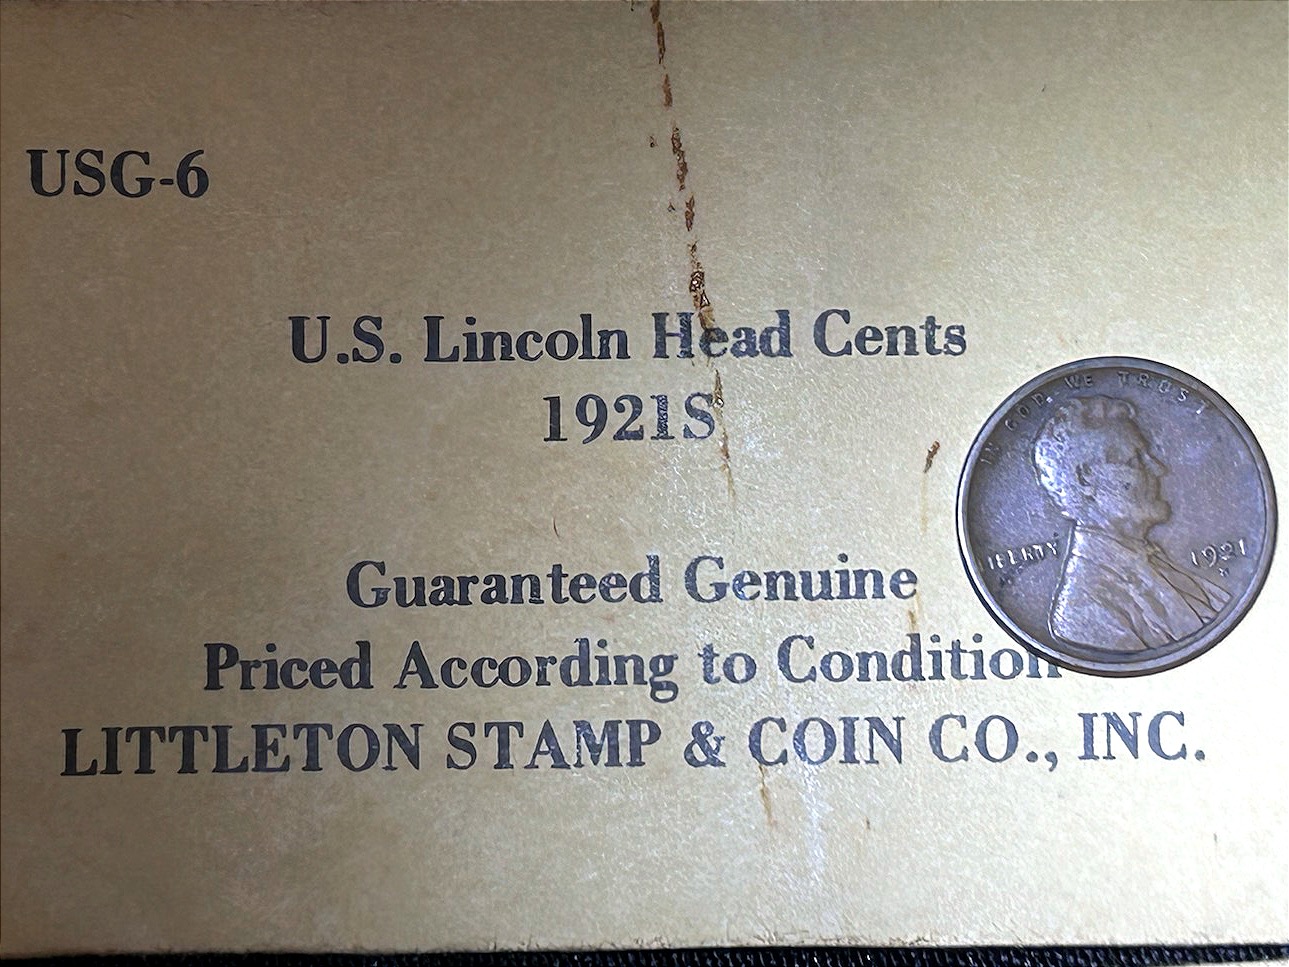 USG-6
U.S. Lincoln Head Cents
1921S
IN GOD WE TRUST
LIBERTY
1921
Guaranteed Genuine
Priced According to Condition
LITTLETON STAMP & COIN CO., INC.